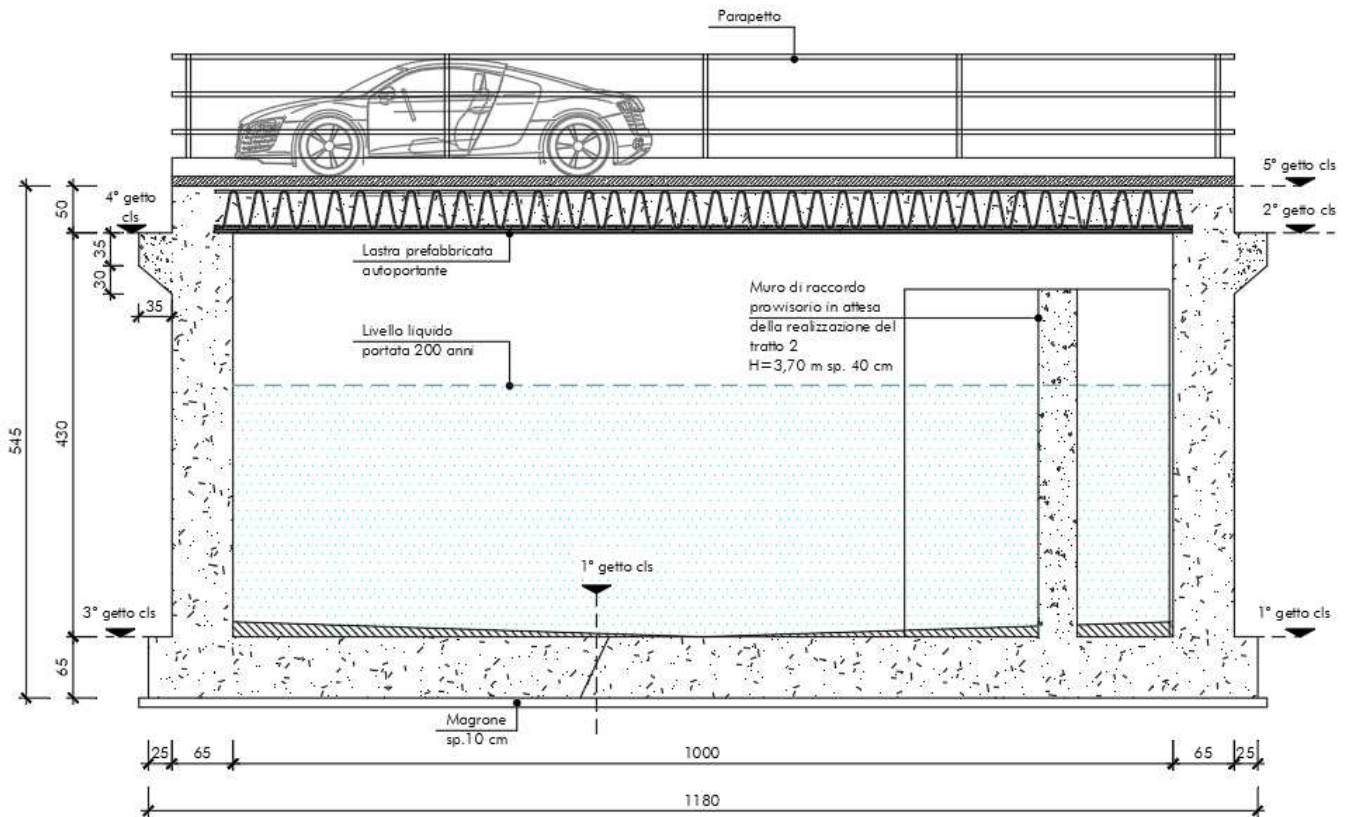 Parapetto
5° getto cls
4° getto
cls
2° getto cls
50
35
30
35
Lastra prefabbricata
autoportante
Muro di raccordo
provvisorio in attesa
della realizzazione del
tratto 2
H=3,70 m sp. 40 cm
Livello liquido
portata 200 anni
545
430
1° getto cls
3° getto cls
1° getto cls
65
Magrone
sp.10 cm
25
65
1000
65
25
1180